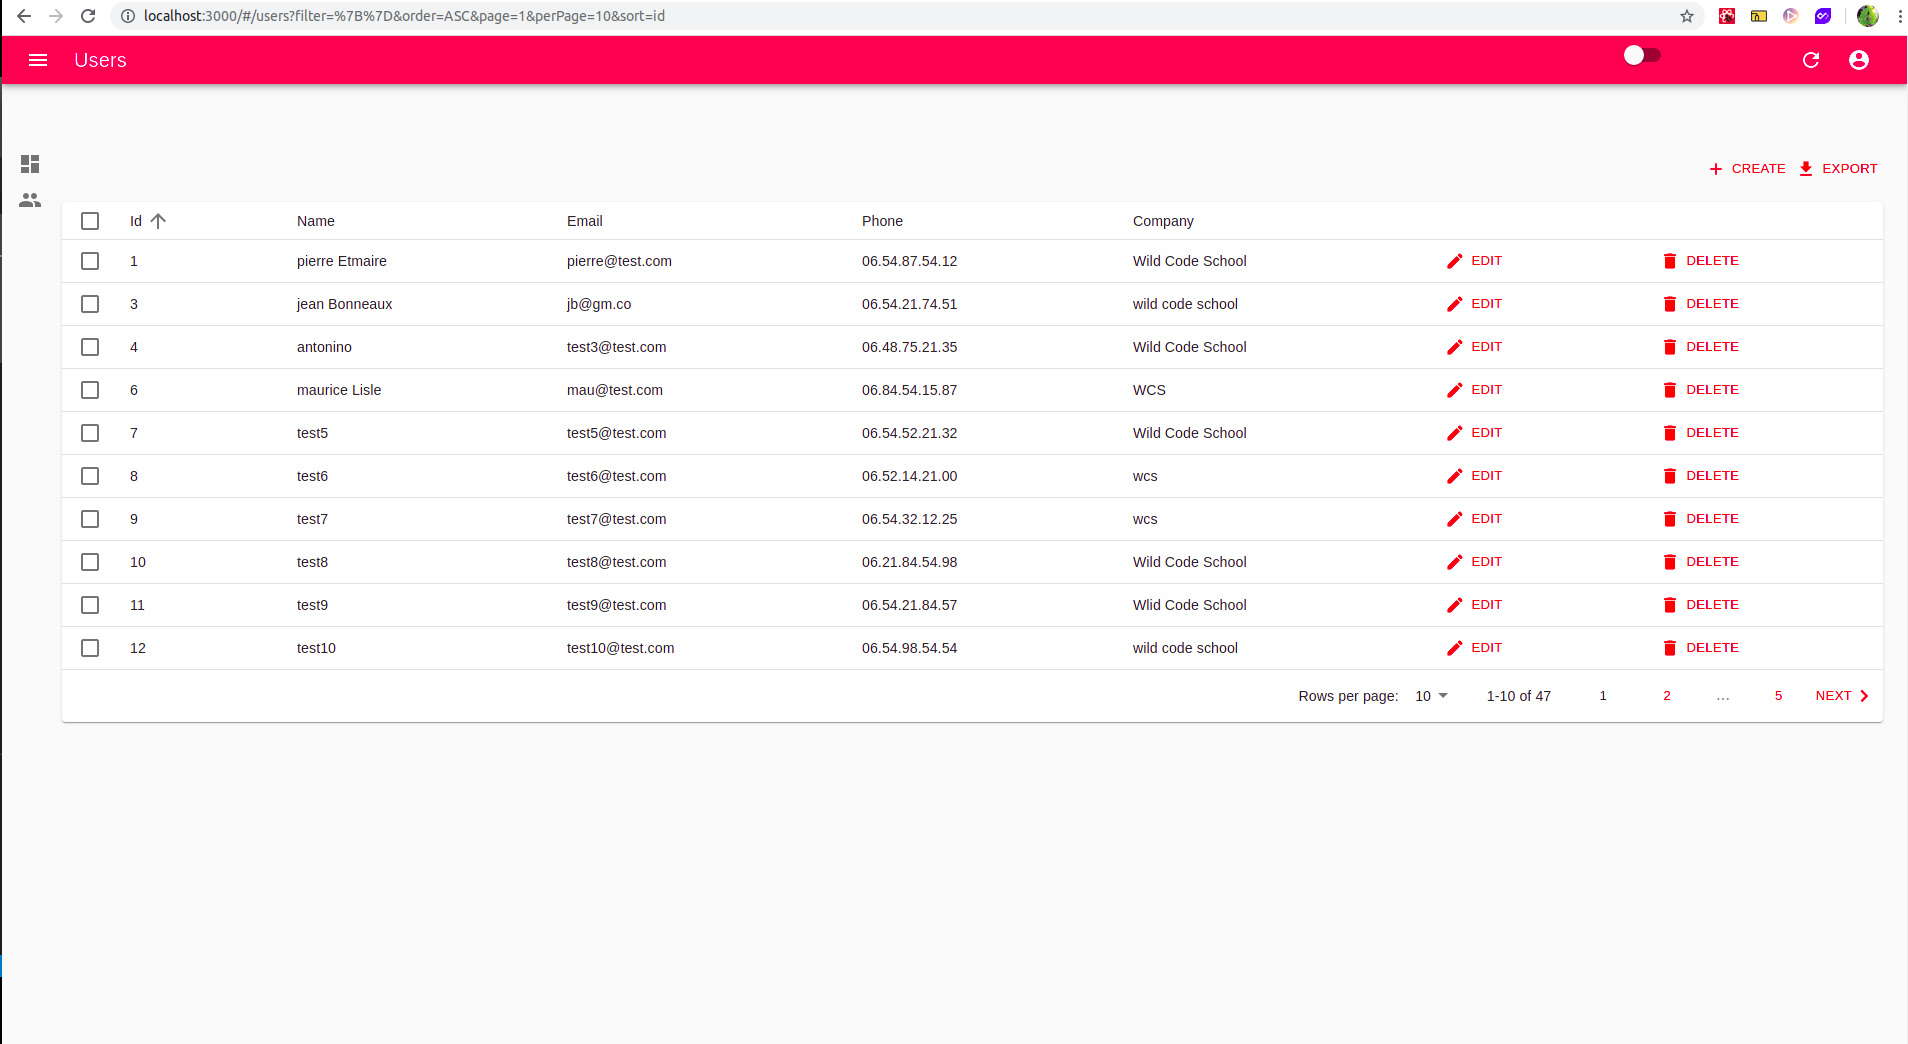 localhost:3000/#/users?filter=%7B%7D&order=ASC&page=1&perPage=10&sort=id
Users
CREATE EXPORT
Id Name Email Phone Company
1 pierre Etmaire pierre@test.com 06.54.87.54.12 Wild Code School EDIT DELETE
3 jean Bonneaux jb@gm.co 06.54.21.74.51 wild code school EDIT DELETE
4 antonino test3@test.com 06.48.75.21.35 Wild Code School EDIT DELETE
6 maurice Lisle mau@test.com 06.84.54.15.87 WCS EDIT DELETE
7 test5 test5@test.com 06.54.52.21.32 Wild Code School EDIT DELETE
8 test6 test6@test.com 06.52.14.21.00 wcs EDIT DELETE
9 test7 test7@test.com 06.54.32.12.25 wcs EDIT DELETE
10 test8 test8@test.com 06.21.84.54.98 Wild Code School EDIT DELETE
11 test9 test9@test.com 06.54.21.84.57 Wlid Code School EDIT DELETE
12 test10 test10@test.com 06.54.98.54.54 wild code school EDIT DELETE
Rows per page: 10 1-10 of 47 1 2 ... 5 NEXT